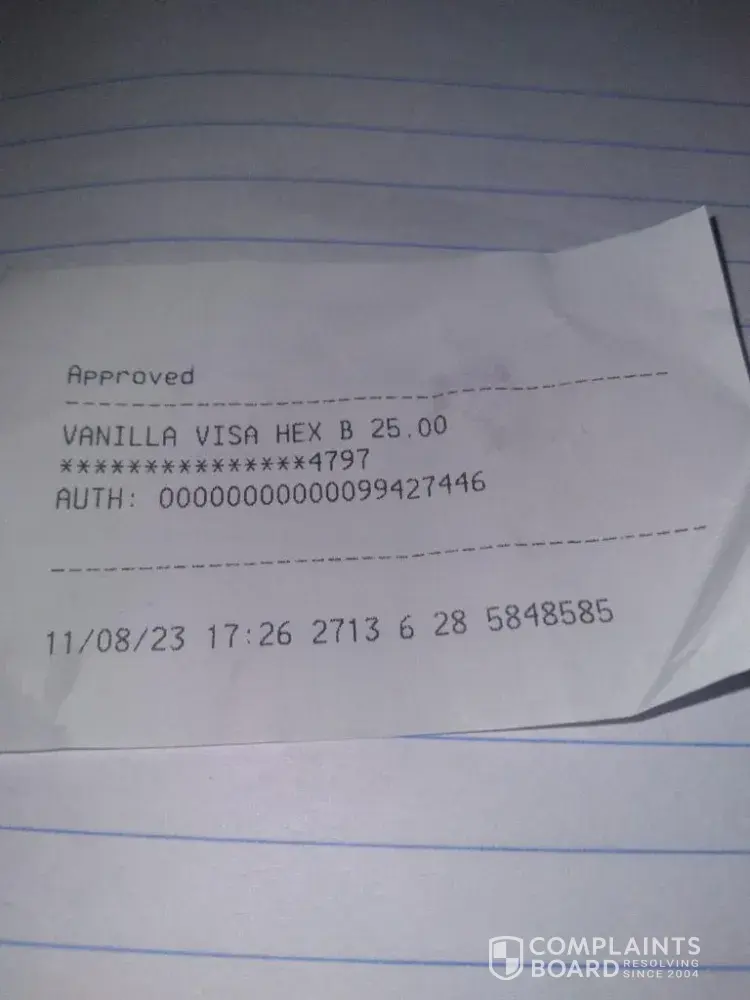 Approved
VANILLA VISA HEX B 25.00
***************4797
AUTH: 00000000000099427446
11/08/23 17:26 2713 6 28 5848585
COMPLAINTS
BOARD RESOLVING
SINCE 2004